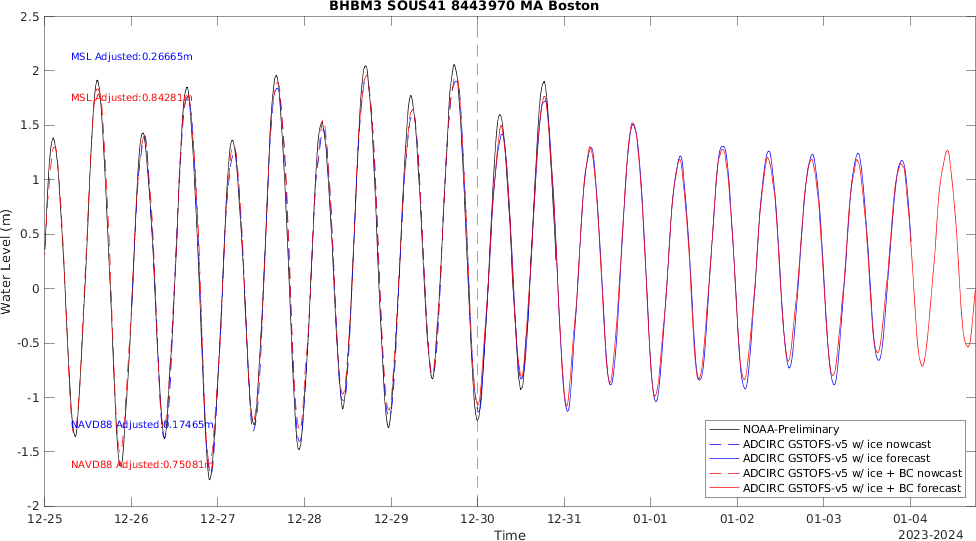 BHBM3 SOUS41 8443970 MA Boston
2.5
2
1.5
1
0.5
0
-0.5
-1
-1.5
-2
Water Level (m)
MSL Adjusted:0.26665m
MSL Adjusted:0.84281m
NAVD88 Adjusted:0.17465m
NAVD88 Adjusted:0.75081m
NOAA-Preliminary
ADCIRC GSTOFS-v5 w/ ice nowcast
ADCIRC GSTOFS-v5 w/ ice forecast
ADCIRC GSTOFS-v5 w/ ice + BC nowcast
ADCIRC GSTOFS-v5 w/ ice + BC forecast
12-25 12-26 12-27 12-28 12-29 12-30 12-31 01-01 01-02 01-03 01-04
Time
2023-2024